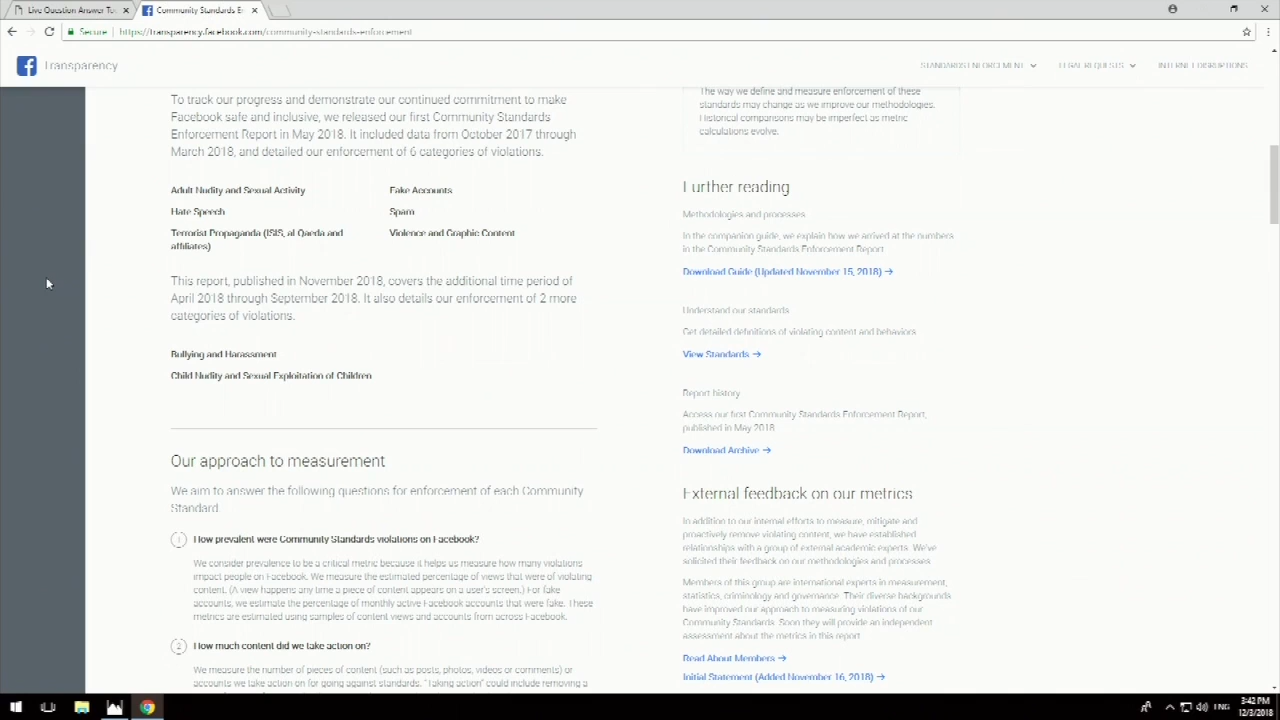 Live Question Answer To
Community Standards E
Secure
https://transparency.facebook.com/community-standards-enforcement
Transparency
STANDARDS ENFORCEMENT
LEGAL REQUESTS
INTERNET DISRUPTIONS
To track our progress and demonstrate our continued commitment to make
Facebook safe and inclusive, we released our first Community Standards
Enforcement Report in May 2018. It included data from October 2017 through
March 2018, and detailed our enforcement of 6 categories of violations.
Adult Nudity and Sexual Activity
Fake Accounts
Hate Speech
Spam
Terrorist Propaganda (ISIS, al Qaeda and
affiliates)
Violence and Graphic Content
This report, published in November 2018, covers the additional time period of
April 2018 through September 2018. It also details our enforcement of 2 more
categories of violations.
Bullying and Harassment
Child Nudity and Sexual Exploitation of Children
Our approach to measurement
We aim to answer the following questions for enforcement of each Community
Standard.
1 How prevalent were Community Standards violations on Facebook?
We consider prevalence to be a critical metric because it helps us measure how many violations
impact people on Facebook. We measure the estimated percentage of views that were of violating
content. (A view happens any time a piece of content appears on a user's screen.) For fake
accounts, we estimate the percentage of monthly active Facebook accounts that were fake. These
metrics are estimated using samples of content views and accounts from across Facebook.
2 How much content did we take action on?
We measure the number of pieces of content (such as posts, photos, videos or comments) or
accounts we take action on for going against standards. "Taking action" could include removing a
The way we define and measure enforcement of these
standards may change as we improve our methodologies.
Historical comparisons may be imperfect as metric
calculations evolve.
Further reading
Methodologies and processes
In the companion guide, we explain how we arrived at the numbers
in the Community Standards Enforcement Report
Download Guide (Updated November 15, 2018) →
Understand our standards
Get detailed definitions of violating content and behaviors
View Standards →
Report history
Access our first Community Standards Enforcement Report,
published in May 2018
Download Archive →
External feedback on our metrics
In addition to our internal efforts to measure, mitigate and
proactively remove violating content, we have established
relationships with a group of external academic experts. We've
solicited their feedback on our methodologies and processes
Members of this group are international experts in measurement,
statistics, criminology and governance. Their diverse backgrounds
have improved our approach to measuring violations of our
Community Standards. Soon they will provide an independent
assessment about the metrics in this report
Read About Members →
Initial Statement (Added November 16, 2018) →
ENG
3:42 PM
12/3/2018